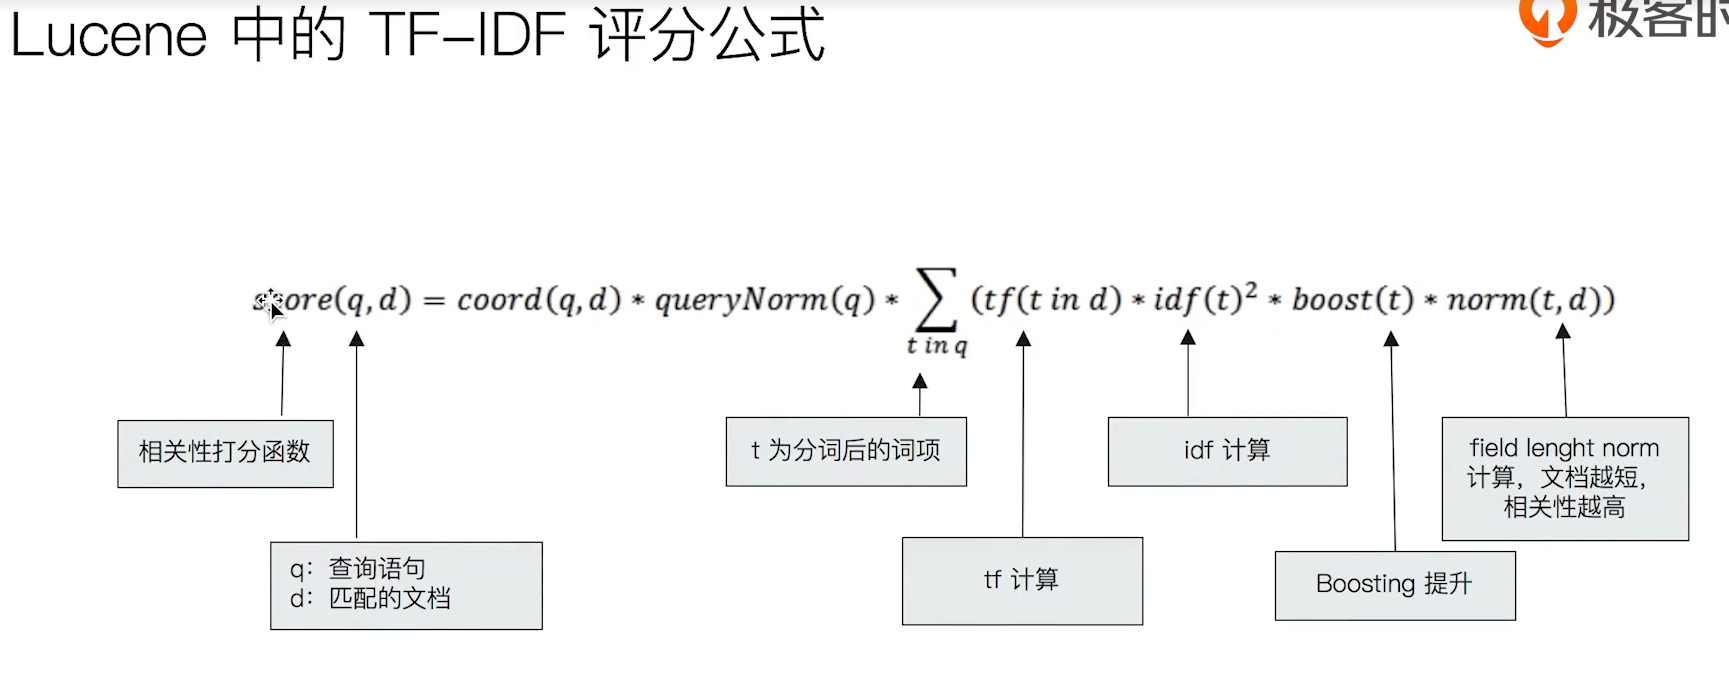 Lucene 中的 TF-IDF 评分公式
极客时
score(q,d) = coord(q,d) * queryNorm(q) * ∑ (tf(t in d) * idf(t)² * boost(t) * norm(t,d))
t in q
相关性打分函数
t 为分词后的词项
idf 计算
field lenght norm
计算，文档越短，
相关性越高
q：查询语句
d：匹配的文档
tf 计算
Boosting 提升